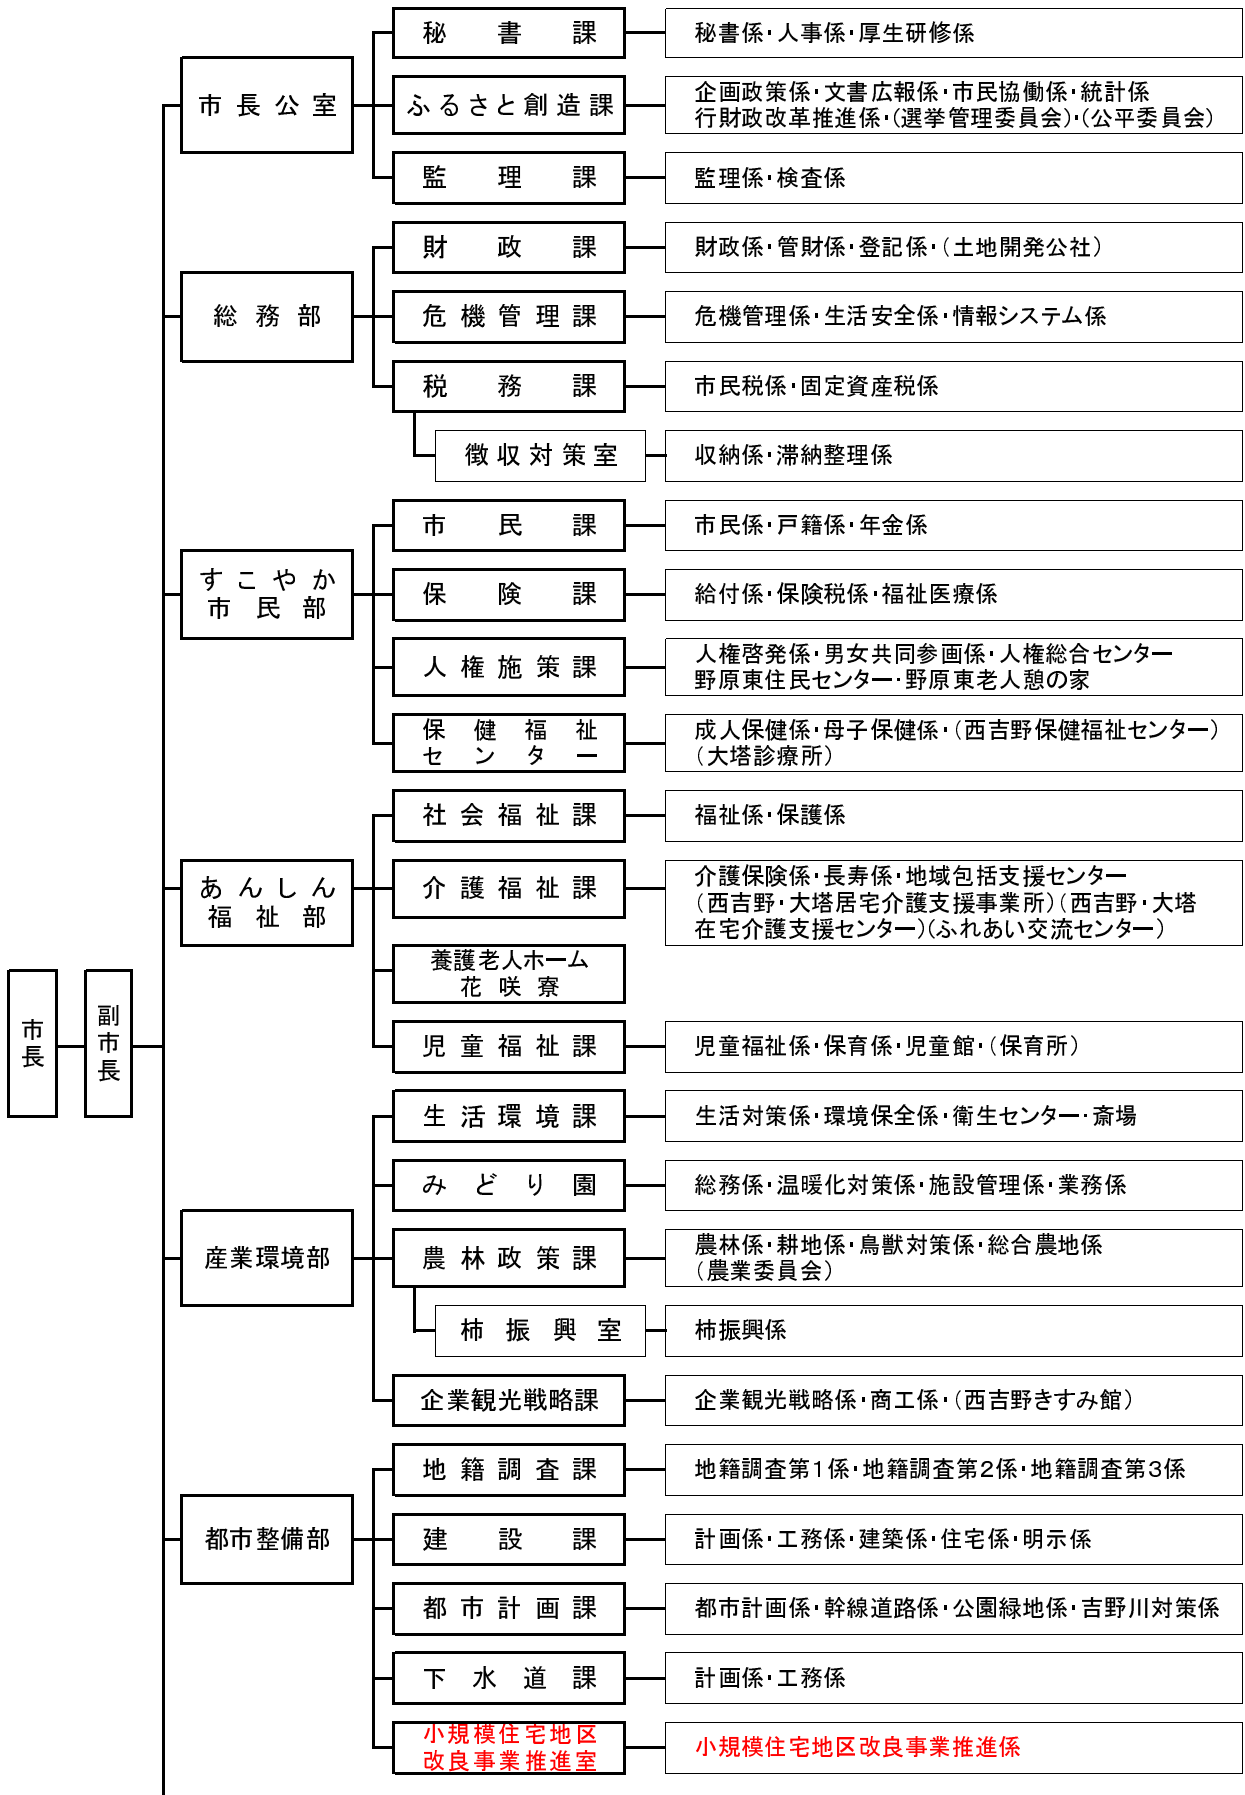 市長
副市長
市長公室
秘書課
秘書係・人事係・厚生研修係
ふるさと創造課
企画政策係・文書広報係・市民協働係・統計係
行財政改革推進係・(選挙管理委員会)・(公平委員会)
監理課
監理係・検査係
総務部
財政課
財政係・管財係・登記係・(土地開発公社)
危機管理課
危機管理係・生活安全係・情報システム係
税務課
市民税係・固定資産税係
徴収対策室
収納係・滞納整理係
すこやか
市民部
市民課
市民係・戸籍係・年金係
保険課
給付係・保険税係・福祉医療係
人権施策課
人権啓発係・男女共同参画係・人権総合センター
野原東住民センター・野原東老人憩の家
保健福祉
センター
成人保健係・母子保健係・(西吉野保健福祉センター)
(大塔診療所)
あんしん
福祉部
社会福祉課
福祉係・保護係
介護福祉課
介護保険係・長寿係・地域包括支援センター
(西吉野・大塔居宅介護支援事業所)(西吉野・大塔
在宅介護支援センター)(ふれあい交流センター)
養護老人ホーム
花咲寮
児童福祉課
児童福祉係・保育係・児童館・(保育所)
産業環境部
生活環境課
生活対策係・環境保全係・衛生センター・斎場
みどり園
総務係・温暖化対策係・施設管理係・業務係
農林政策課
農林係・耕地係・鳥獣対策係・総合農地係
(農業委員会)
柿振興室
柿振興係
企業観光戦略課
企業観光戦略係・商工係・(西吉野きすみ館)
都市整備部
地籍調査課
地籍調査第1係・地籍調査第2係・地籍調査第3係
建設課
計画係・工務係・建築係・住宅係・明示係
都市計画課
都市計画係・幹線道路係・公園緑地係・吉野川対策係
下水道課
計画係・工務係
小規模住宅地区
改良事業推進室
小規模住宅地区改良事業推進係